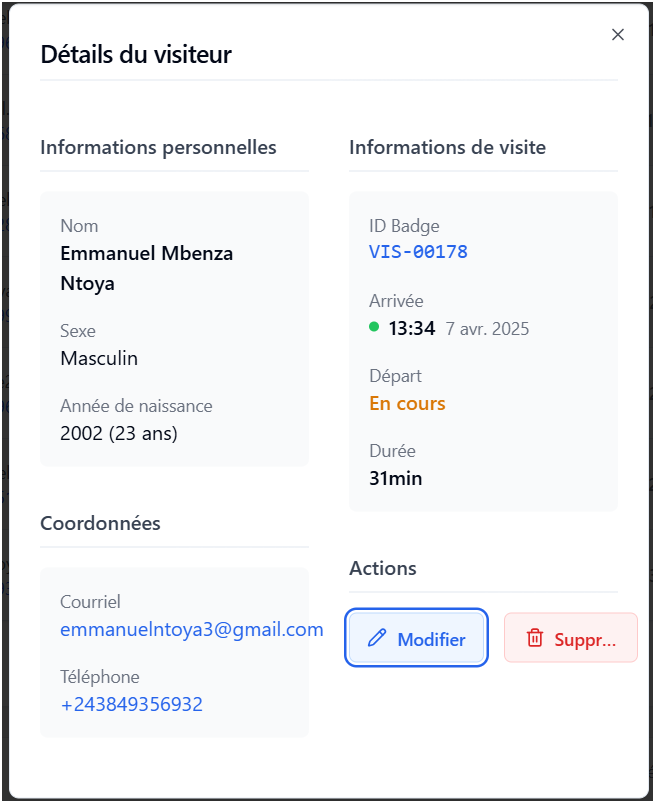 Détails du visiteur
Informations personnelles
Nom
Emmanuel Mbenza
Ntoya
Sexe
Masculin
Année de naissance
2002 (23 ans)
Coordonnées
Courriel
emmanuelntoya3@gmail.com
Téléphone
+243849356932
Informations de visite
ID Badge
VIS-00178
Arrivée
13:34 7 avr. 2025
Départ
En cours
Durée
31min
Actions
Modifier
Suppr...